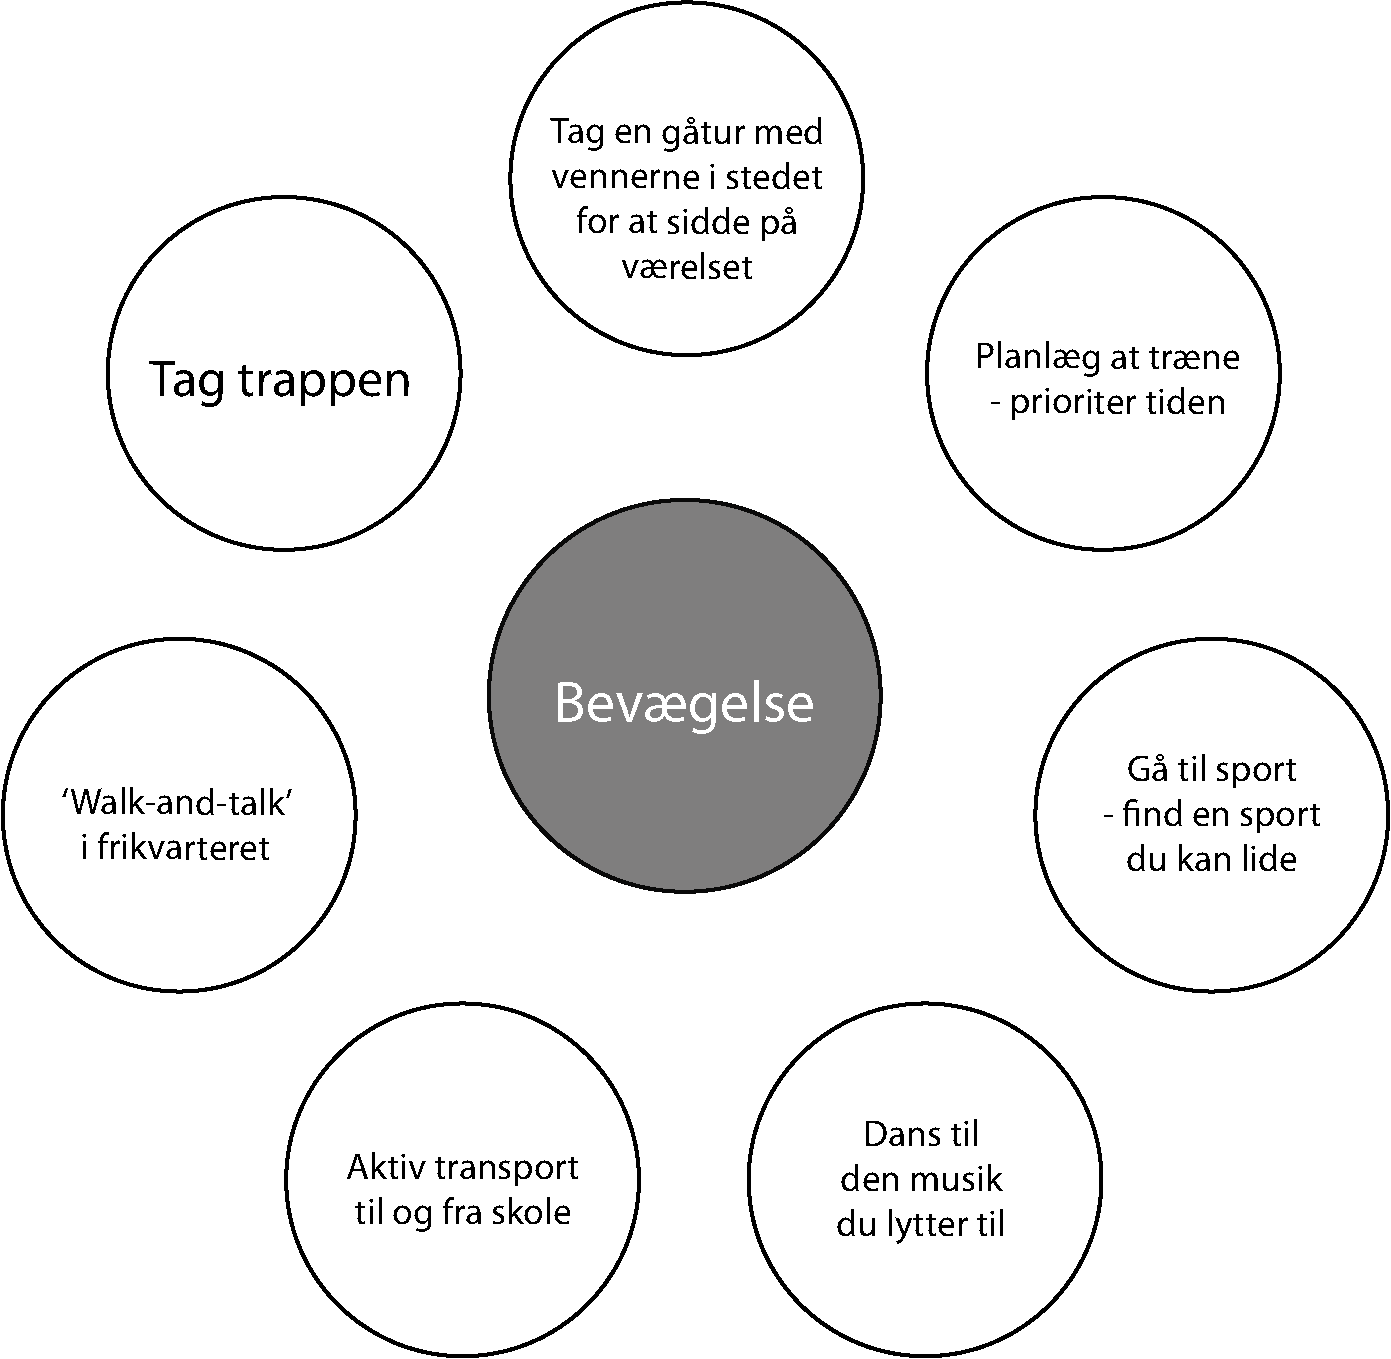 Tag en gåtur med
vennerne i stedet
for at sidde på
værelset
Tag trappen
Planlæg at træne
- prioriter tiden
Bevægelse
'Walk-and-talk'
i frikvarteret
Gå til sport
- find en sport
du kan lide
Aktiv transport
til og fra skole
Dans til
den musik
du lytter til